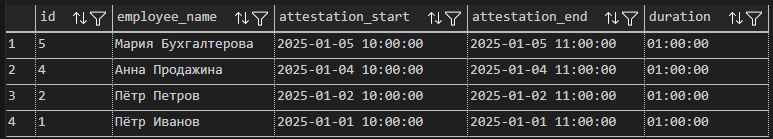 id employee_name attestation_start attestation_end duration
1 5 Мария Бухгалтерова 2025-01-05 10:00:00 2025-01-05 11:00:00 01:00:00
2 4 Анна Продажина 2025-01-04 10:00:00 2025-01-04 11:00:00 01:00:00
3 2 Пётр Петров 2025-01-02 10:00:00 2025-01-02 11:00:00 01:00:00
4 1 Пётр Иванов 2025-01-01 10:00:00 2025-01-01 11:00:00 01:00:00